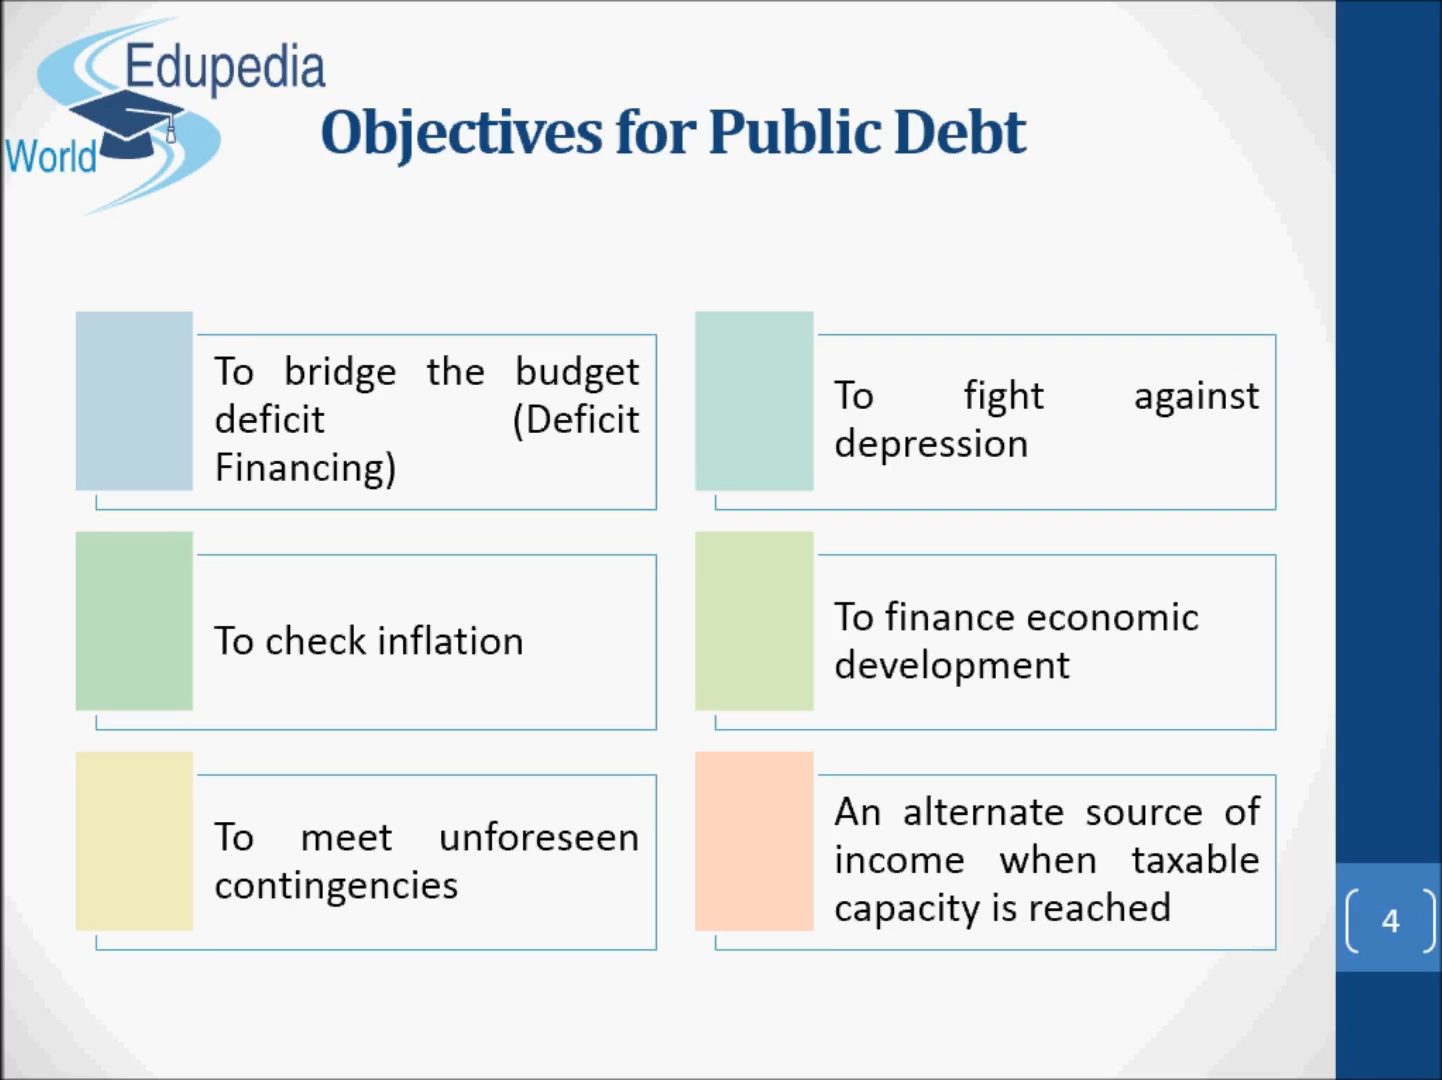 Edupedia
World
Objectives for Public Debt
To bridge the budget
deficit (Deficit
Financing)
To fight against
depression
To check inflation
To finance economic
development
To meet unforeseen
contingencies
An alternate source of
income when taxable
capacity is reached
4